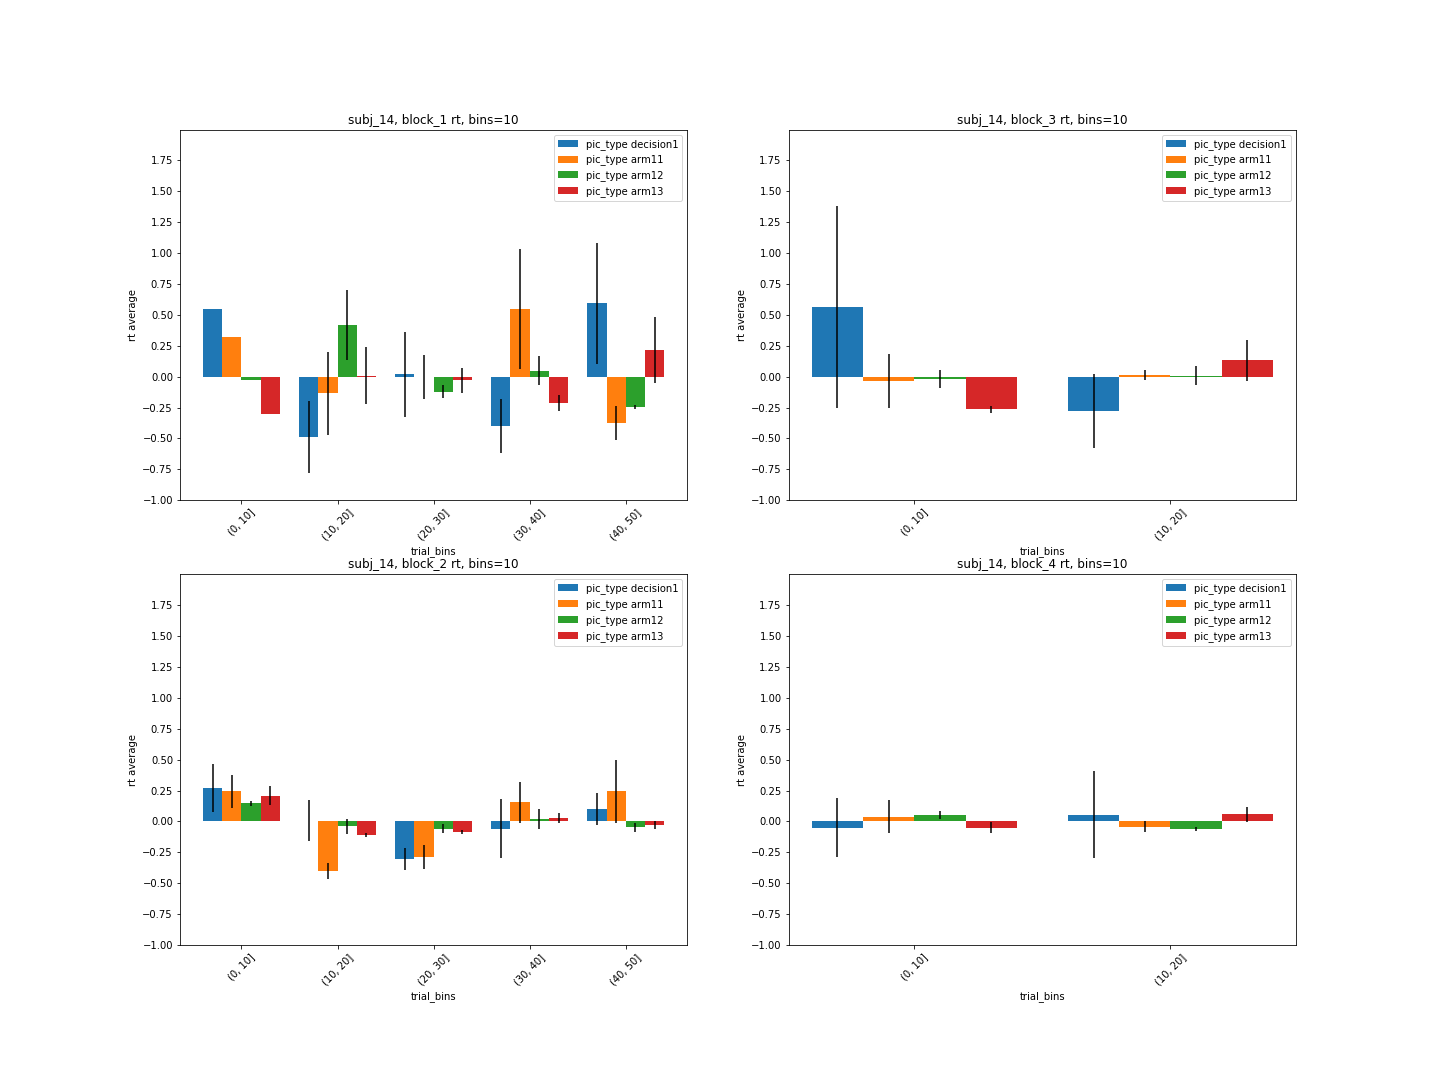 subj_14, block_1 rt, bins=10
pic_type decision1
pic_type arm11
pic_type arm12
pic_type arm13
rt average
1.75
1.50
1.25
1.00
0.75
0.50
0.25
0.00
−0.25
−0.50
−0.75
−1.00
(0, 10]
(10, 20]
(20, 30]
(30, 40]
(40, 50]
trial_bins
subj_14, block_3 rt, bins=10
pic_type decision1
pic_type arm11
pic_type arm12
pic_type arm13
rt average
1.75
1.50
1.25
1.00
0.75
0.50
0.25
0.00
−0.25
−0.50
−0.75
−1.00
(0, 10]
(10, 20]
trial_bins
subj_14, block_2 rt, bins=10
pic_type decision1
pic_type arm11
pic_type arm12
pic_type arm13
rt average
1.75
1.50
1.25
1.00
0.75
0.50
0.25
0.00
−0.25
−0.50
−0.75
−1.00
(0, 10]
(10, 20]
(20, 30]
(30, 40]
(40, 50]
trial_bins
subj_14, block_4 rt, bins=10
pic_type decision1
pic_type arm11
pic_type arm12
pic_type arm13
rt average
1.75
1.50
1.25
1.00
0.75
0.50
0.25
0.00
−0.25
−0.50
−0.75
−1.00
(0, 10]
(10, 20]
trial_bins